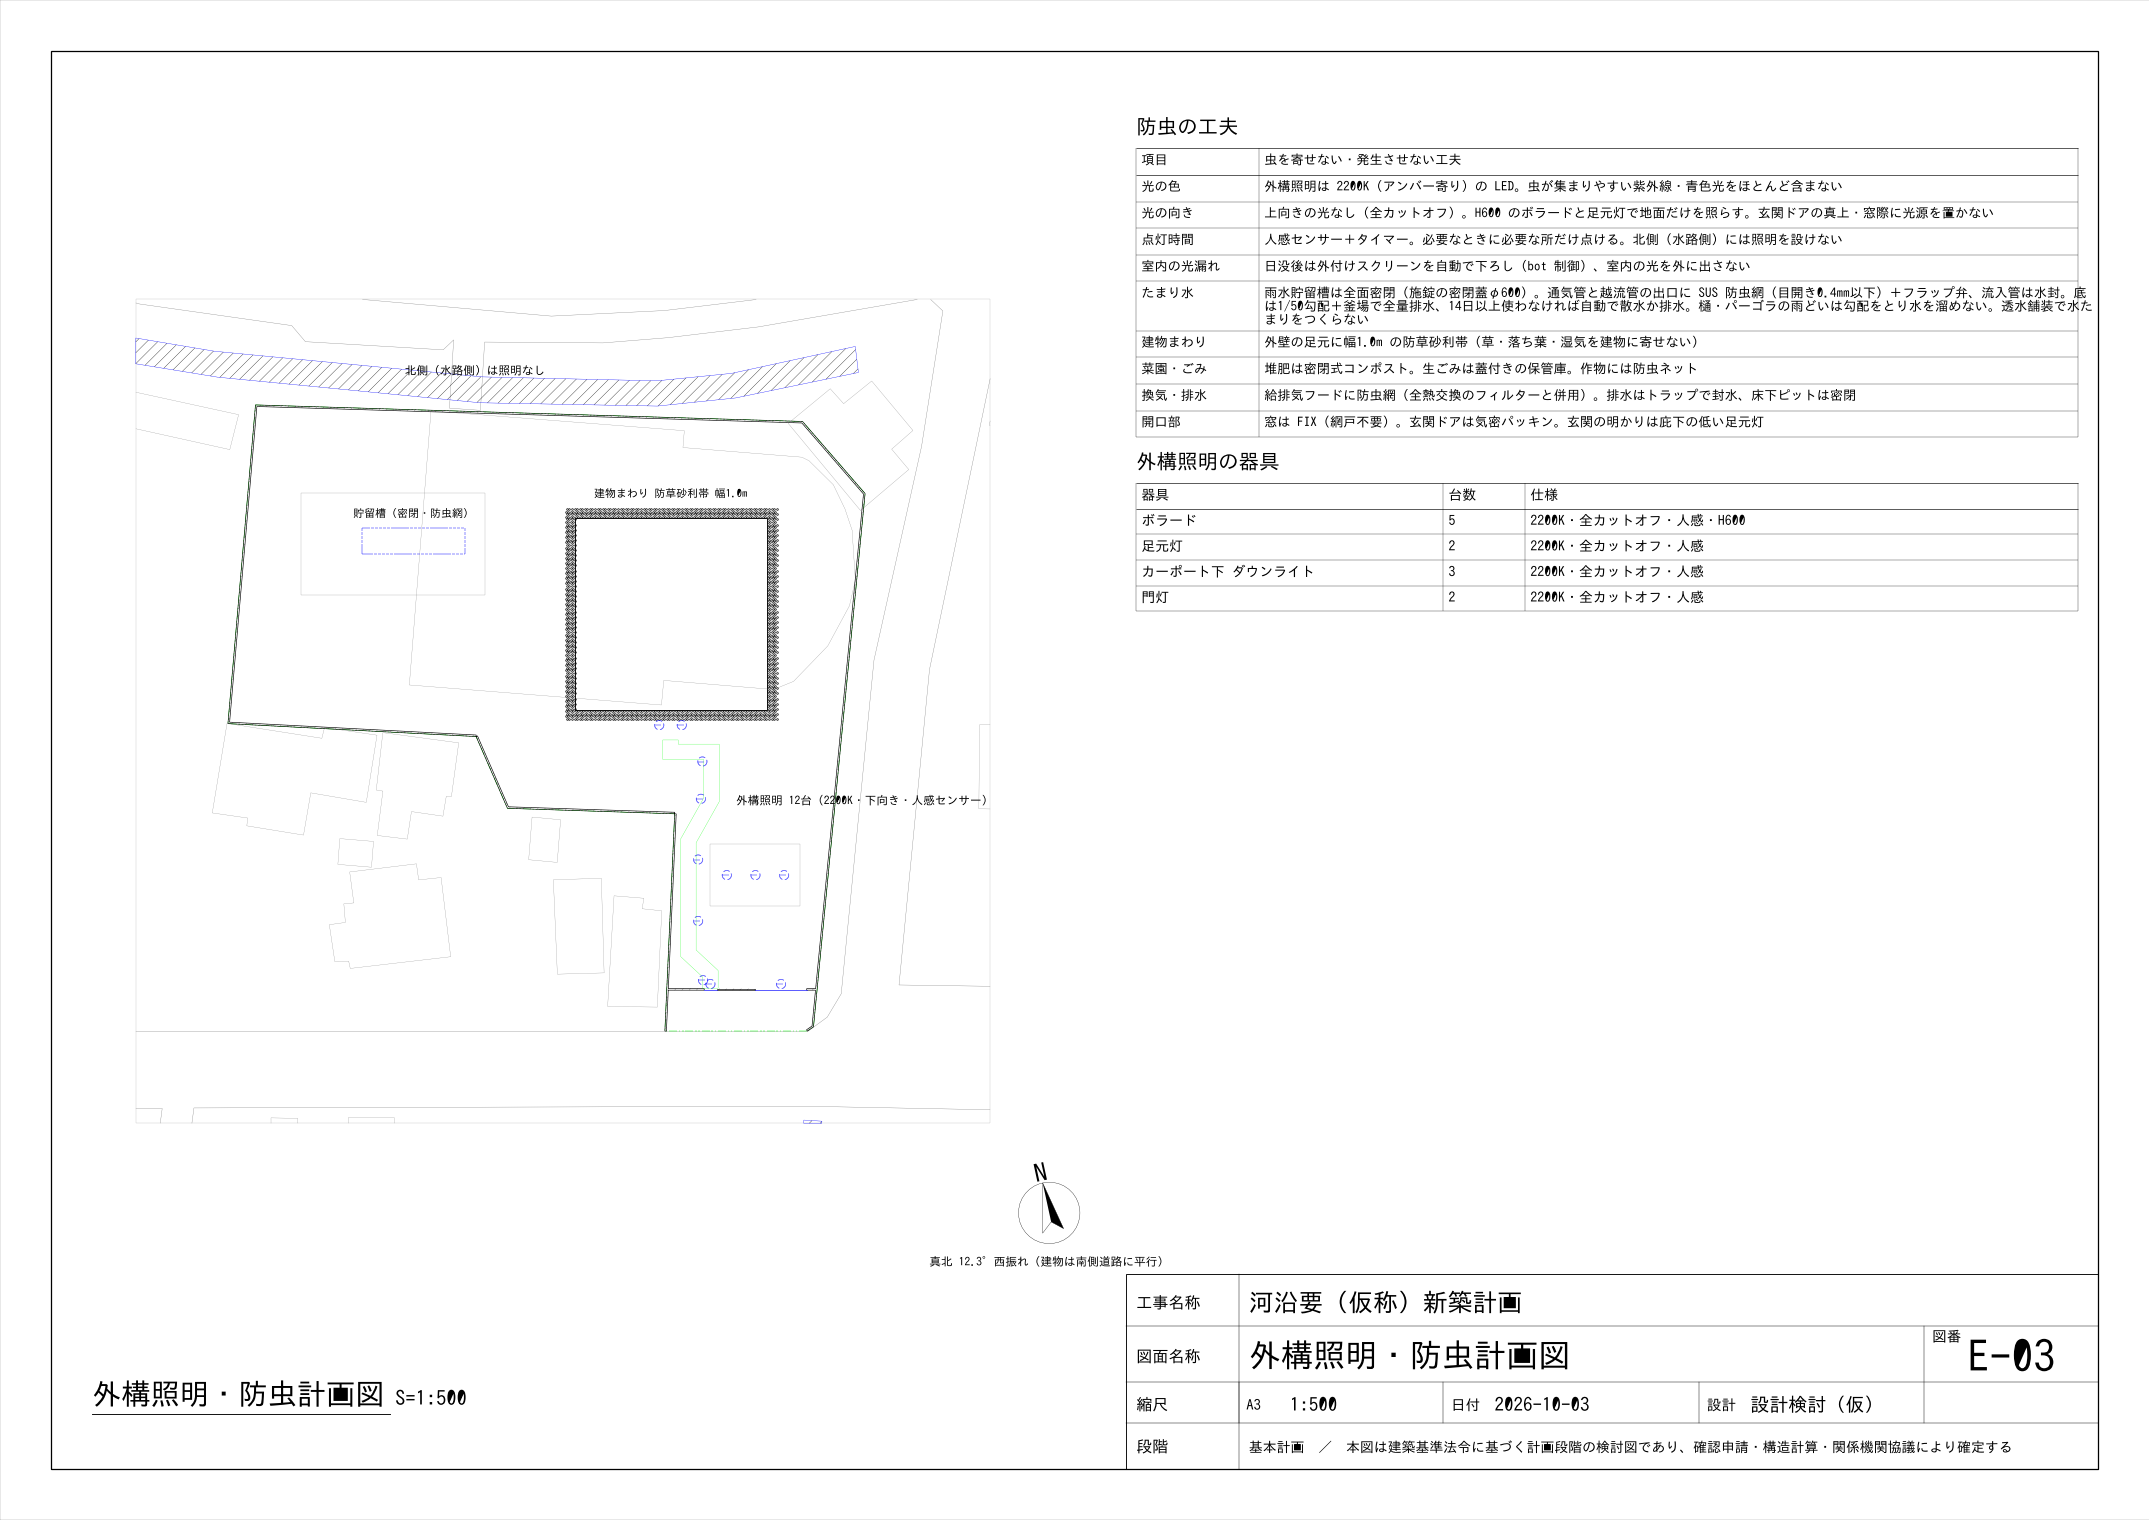 防虫の工夫
項目 虫を寄せない・発生させない工夫
光の色 外構照明は 2200K（アンバー寄り）の LED。虫が集まりやすい紫外線・青色光をほとんど含まない
光の向き 上向きの光なし（全カットオフ）。H600 のボラードと足元灯で地面だけを照らす。玄関ドアの真上・窓際に光源を置かない
点灯時間 人感センサー＋タイマー。必要なときに必要な所だけ点ける。北側（水路側）には照明を設けない
室内の光漏れ 日没後は外付けスクリーンを自動で下ろし（bot 制御）、室内の光を外に出さない
たまり水 雨水貯留槽は全面密閉（施錠の密閉蓋φ600）。通気管と越流管の出口に SUS 防虫網（目開き0.4mm以下）＋フラップ弁、流入管は水封。底
は1/50勾配＋釜場で全量排水、14日以上使わなければ自動で散水か排水。樋・パーゴラの雨どいは勾配をとり水を溜めない。透水舗装で水た
まりをつくらない
建物まわり 外壁の足元に幅1.0m の防草砂利帯（草・落ち葉・湿気を建物に寄せない）
菜園・ごみ 堆肥は密閉式コンポスト。生ごみは蓋付きの保管庫。作物には防虫ネット
換気・排水 給排気フードに防虫網（全熱交換のフィルターと併用）。排水はトラップで封水、床下ピットは密閉
開口部 窓は FIX（網戸不要）。玄関ドアは気密パッキン。玄関の明かりは庇下の低い足元灯
外構照明の器具
器具 台数 仕様
ボラード 5 2200K・全カットオフ・人感・H600
足元灯 2 2200K・全カットオフ・人感
カーポート下 ダウンライト 3 2200K・全カットオフ・人感
門灯 2 2200K・全カットオフ・人感
北側（水路側）は照明なし
建物まわり 防草砂利帯 幅1.0m
貯留槽（密閉・防虫網）
外構照明 12台（2200K・下向き・人感センサー）
N
真北 12.3° 西振れ（建物は南側道路に平行）
外構照明・防虫計画図 S=1:500
工事名称 河沿要（仮称）新築計画
図面名称 外構照明・防虫計画図 図番 E-03
縮尺 A3 1:500 日付 2026-10-03 設計 設計検討（仮）
段階 基本計画 ／ 本図は建築基準法令に基づく計画段階の検討図であり、確認申請・構造計算・関係機関協議により確定する